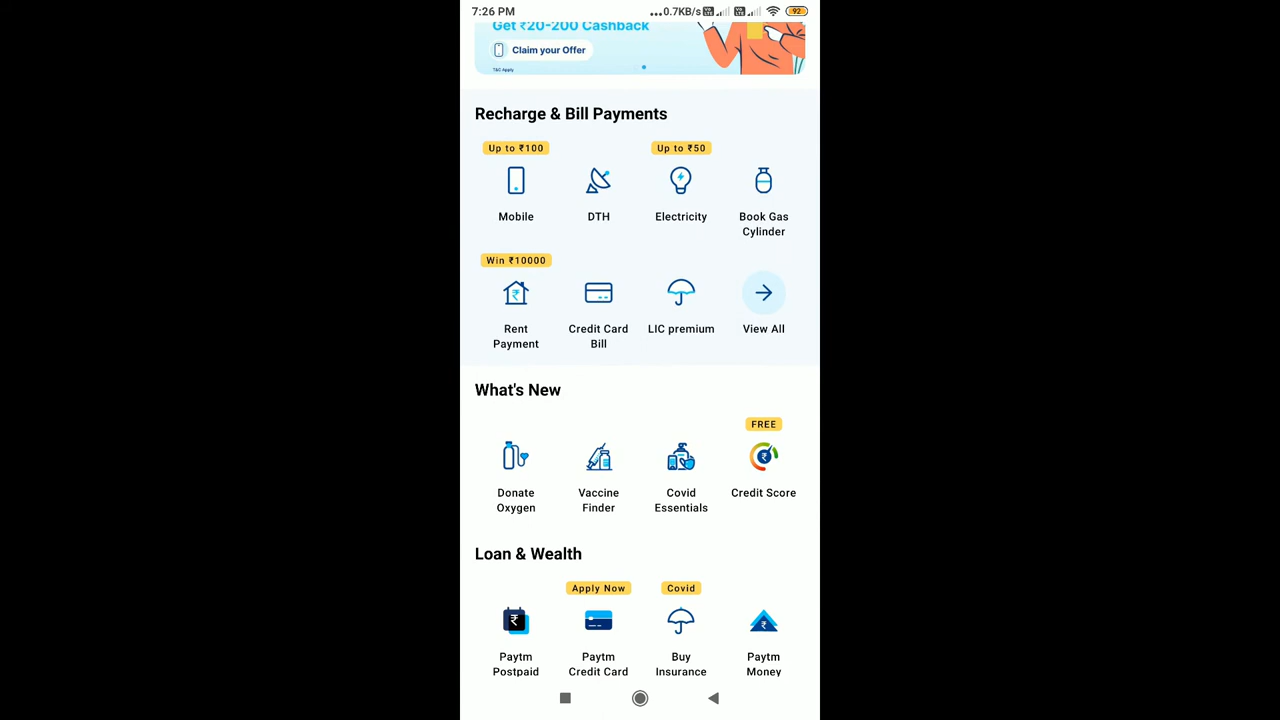 7:26 PM
...0.7KB/s
92
Get ₹20-200 Cashback
Claim your Offer
T&C Apply
Recharge & Bill Payments
Up to ₹100
Up to ₹50
Mobile
DTH
Electricity
Book Gas
Cylinder
Win ₹10000
Rent
Payment
Credit Card
Bill
LIC premium
View All
What's New
FREE
Donate
Oxygen
Vaccine
Finder
Covid
Essentials
Credit Score
Loan & Wealth
Apply Now
Covid
Paytm
Postpaid
Paytm
Credit Card
Buy
Insurance
Paytm
Money